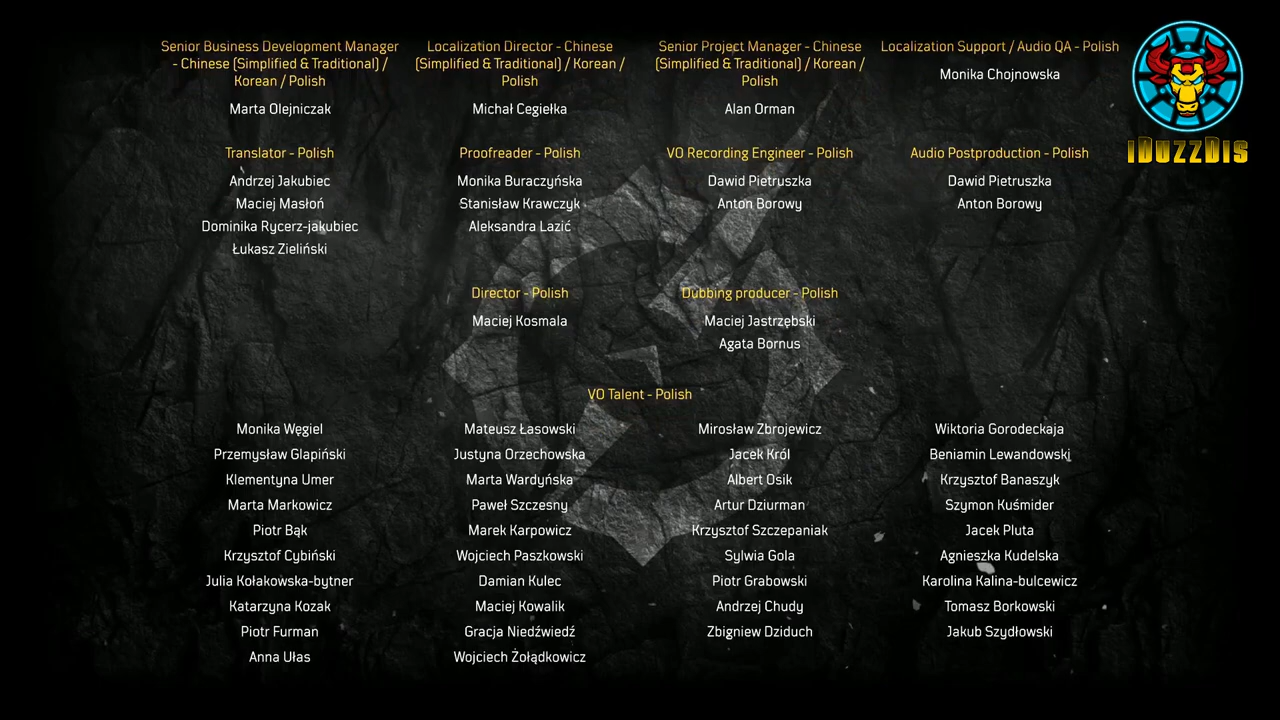 Senior Business Development Manager
- Chinese (Simplified & Traditional) /
Korean / Polish
Marta Olejniczak
Localization Director - Chinese
(Simplified & Traditional) / Korean /
Polish
Michał Cegiełka
Senior Project Manager - Chinese
(Simplified & Traditional) / Korean /
Polish
Alan Orman
Localization Support / Audio QA - Polish
Monika Chojnowska
iDuzzDis
Translator - Polish
Andrzej Jakubiec
Maciej Masłoń
Dominika Rycerz-jakubiec
Łukasz Zieliński
Proofreader - Polish
Monika Buraczyńska
Stanisław Krawczyk
Aleksandra Lazić
VO Recording Engineer - Polish
Dawid Pietruszka
Anton Borowy
Audio Postproduction - Polish
Dawid Pietruszka
Anton Borowy
Director - Polish
Maciej Kosmala
Dubbing producer - Polish
Maciej Jastrzębski
Agata Bornus
VO Talent - Polish
Monika Węgiel
Przemysław Glapiński
Klementyna Umer
Marta Markowicz
Piotr Bąk
Krzysztof Cybiński
Julia Kołakowska-bytner
Katarzyna Kozak
Piotr Furman
Anna Ułas
Mateusz Łasowski
Justyna Orzechowska
Marta Wardyńska
Paweł Szczesny
Marek Karpowicz
Wojciech Paszkowski
Damian Kulec
Maciej Kowalik
Gracja Niedźwiedź
Wojciech Żołądkowicz
Mirosław Zbrojewicz
Jacek Król
Albert Osik
Artur Dziurman
Krzysztof Szczepaniak
Sylwia Gola
Piotr Grabowski
Andrzej Chudy
Zbigniew Dziduch
Wiktoria Gorodeckaja
Beniamin Lewandowski
Krzysztof Banaszyk
Szymon Kuśmider
Jacek Pluta
Agnieszka Kudelska
Karolina Kalina-bulcewicz
Tomasz Borkowski
Jakub Szydłowski